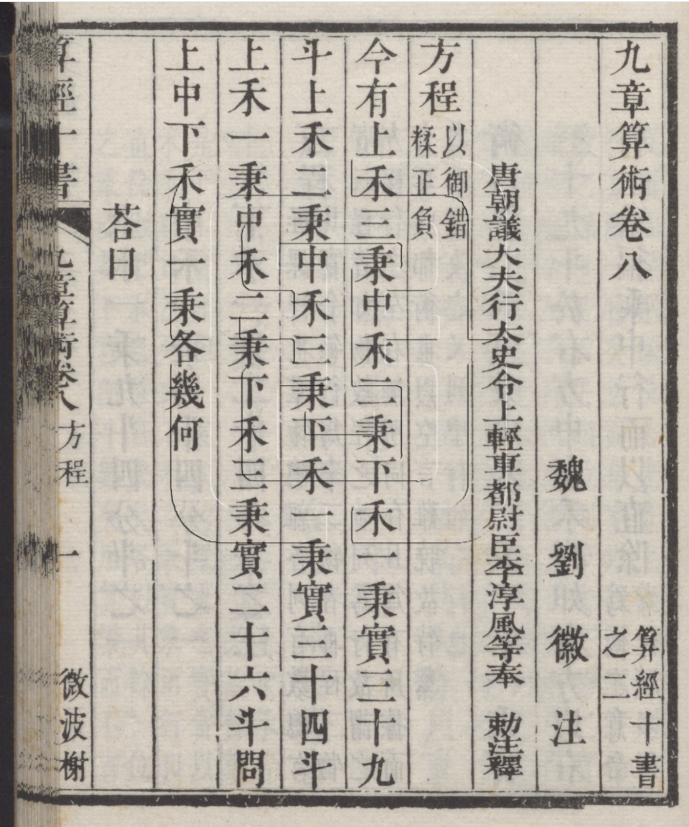 九章算術卷八 算經十書
之
魏 劉 徽 注
唐朝議大夫行太史令上輕車都尉臣李淳風等奉 勅注釋
方程 以御錯
糅正負
今有上禾三秉中禾二秉下禾一秉實三十九
斗上禾二秉中禾三秉下禾一秉實三十四斗
上禾一秉中禾二秉下禾三秉實二十六斗問
上中下禾實一秉各幾何
荅曰
算經十書 九章算術卷八 方程 一 微波榭